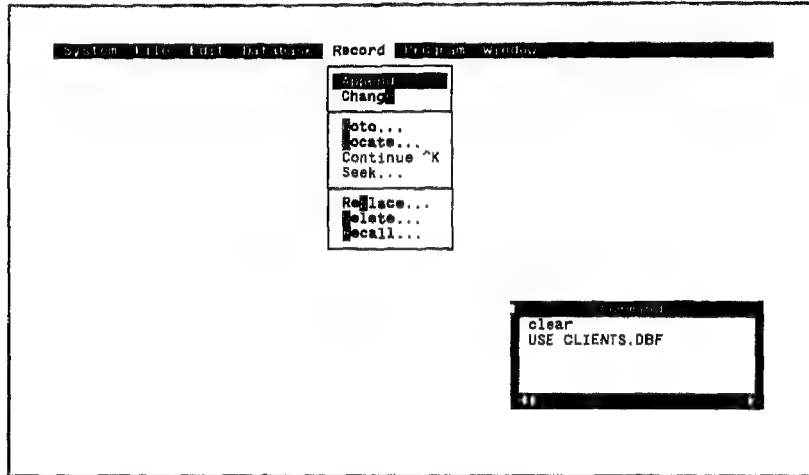 System File Edit Database Record Program Window
Append
Change
Goto...
Locate...
Continue ^K
Seek...
Replace...
Delete...
Recall...
Command
clear
USE CLIENTS.DBF